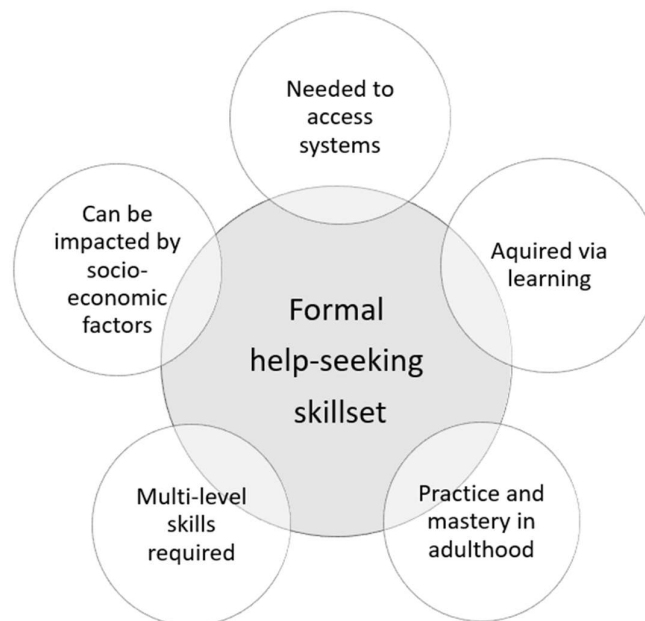 Needed to
access
systems
Can be
impacted by
socio-
economic
factors
Aquired via
learning
Formal
help-seeking
skillset
Multi-level
skills
required
Practice and
mastery in
adulthood